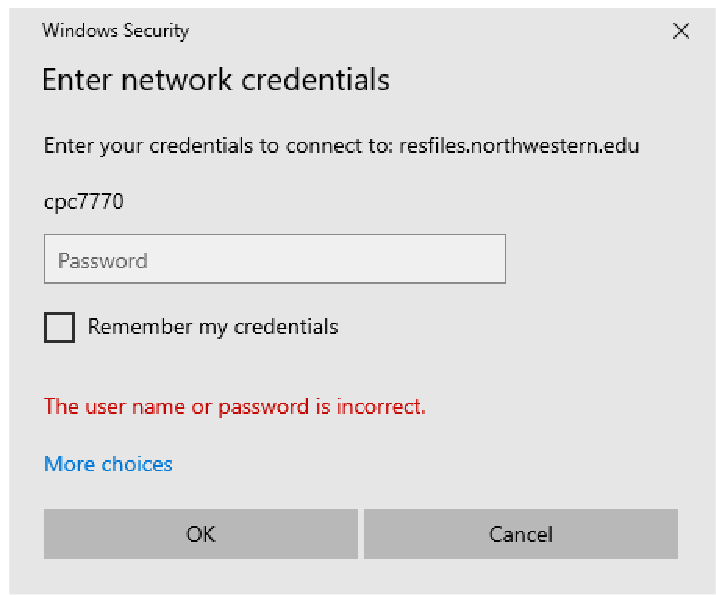 Windows Security
Enter network credentials
Enter your credentials to connect to: resfiles.northwestern.edu
cpc7770
Password
Remember my credentials
The user name or password is incorrect.
More choices
OK
Cancel